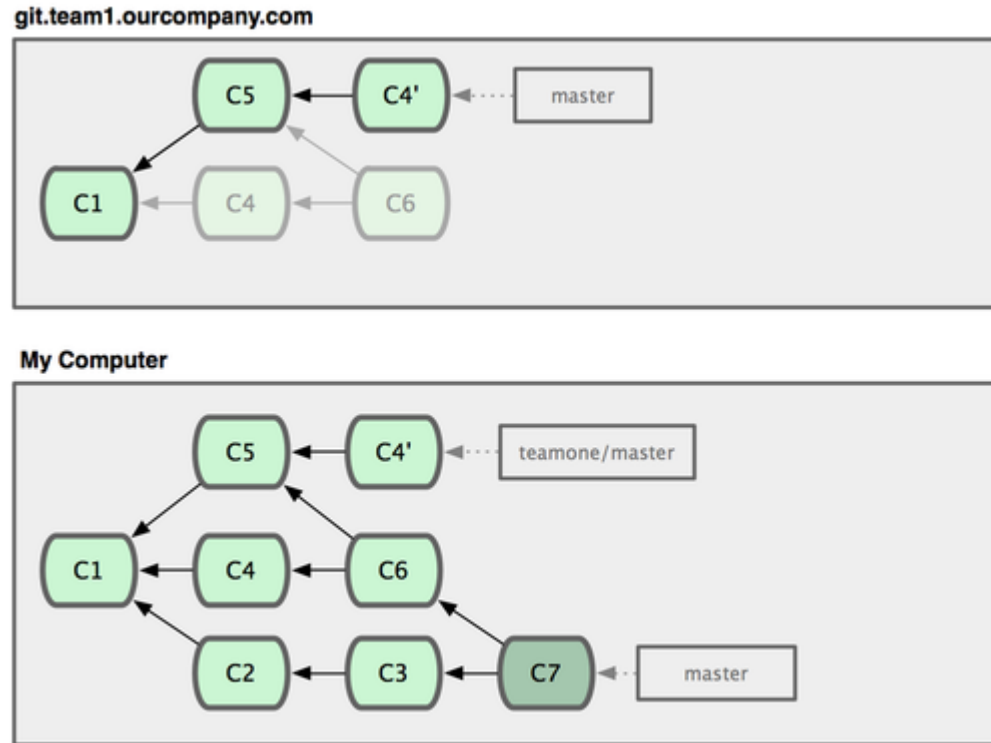 git.team1.ourcompany.com
C5 C4' master
C1 C4 C6
My Computer
C5 C4' teamone/master
C1 C4 C6
C2 C3 C7 master